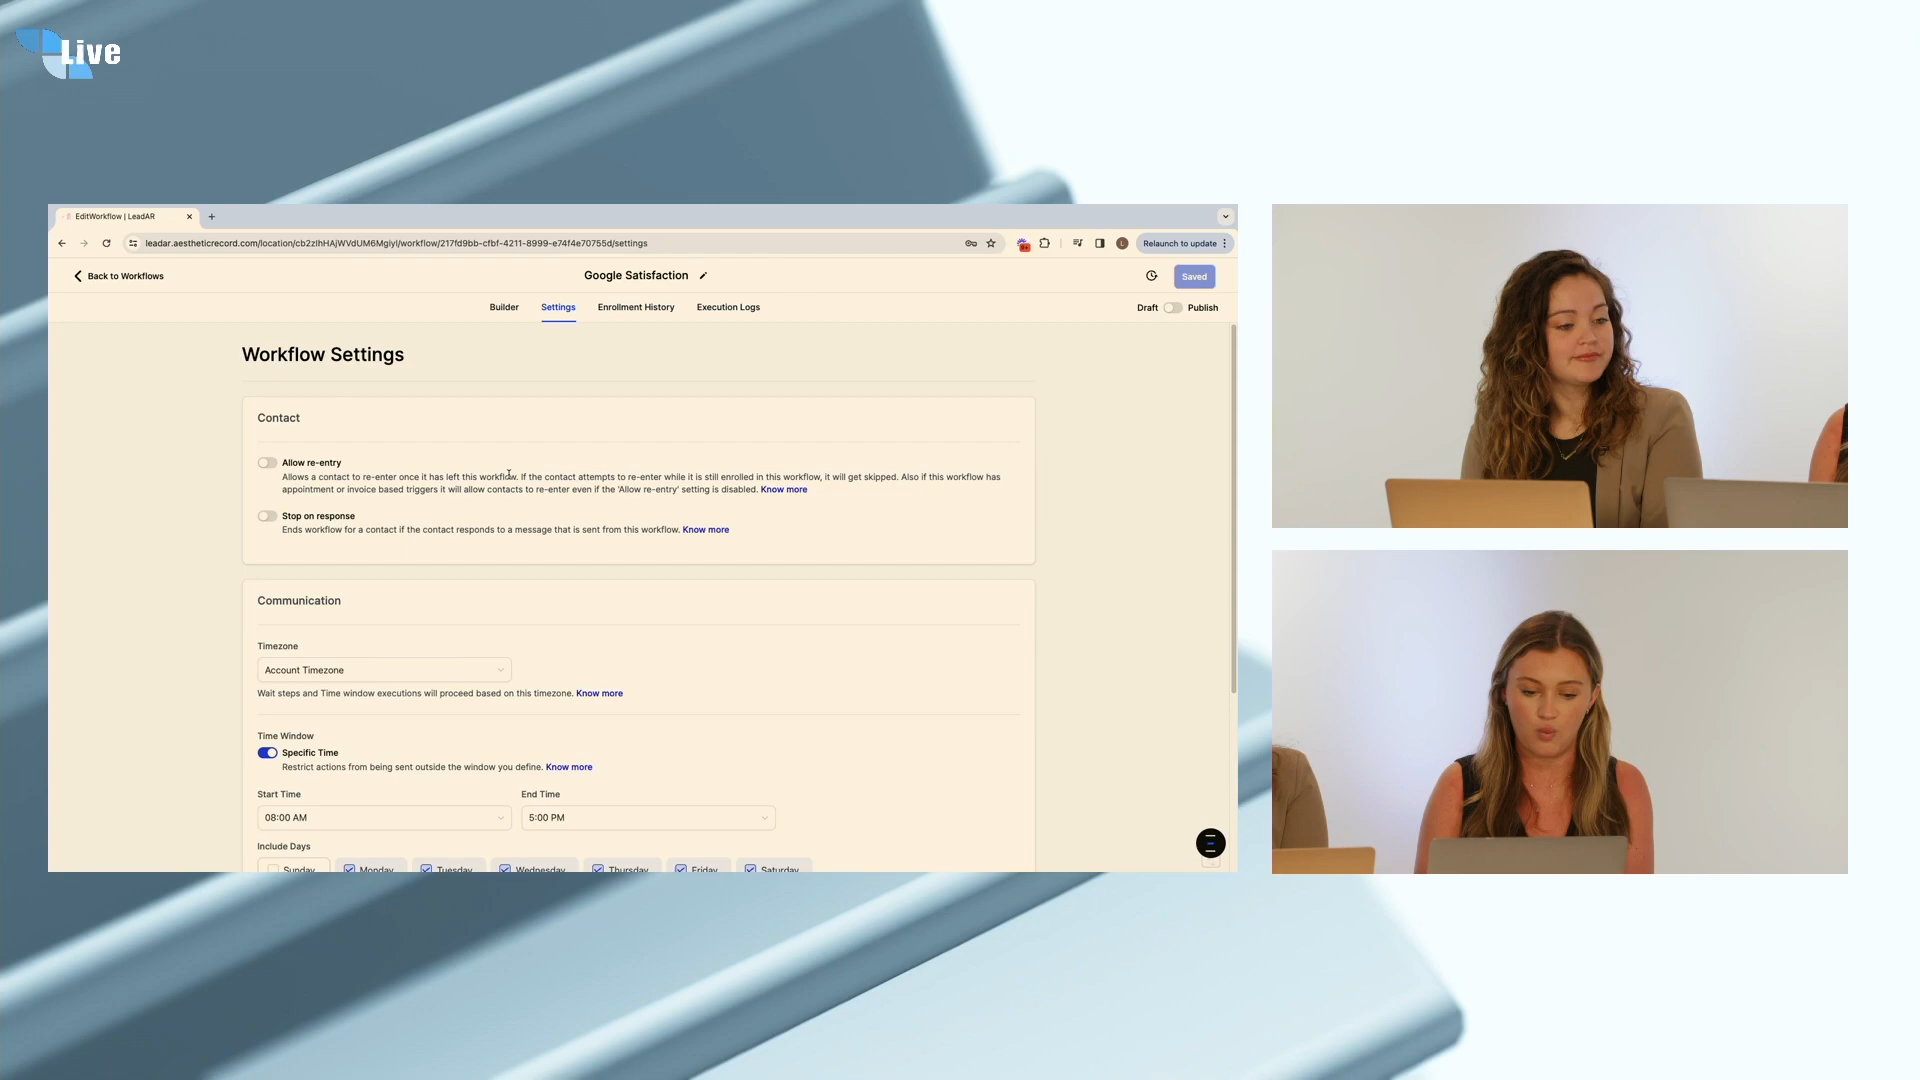 Live
EditWorkflow | LeadAR
leadar.aestheticrecord.com/location/cb2zIhHAjWVdUM6Mgiyl/workflow/217fd9bb-cfbf-4211-8999-e74f4e70755d/settings
L
Relaunch to update
Back to Workflows
Google Satisfaction
Saved
Builder
Settings
Enrollment History
Execution Logs
Draft
Publish
Workflow Settings
Contact
Allow re-entry
Allows a contact to re-enter once it has left this workflow. If the contact attempts to re-enter while it is still enrolled in this workflow, it will get skipped. Also if this workflow has
appointment or invoice based triggers it will allow contacts to re-enter even if the 'Allow re-entry' setting is disabled. Know more
Stop on response
Ends workflow for a contact if the contact responds to a message that is sent from this workflow. Know more
Communication
Timezone
Account Timezone
Wait steps and Time window executions will proceed based on this timezone. Know more
Time Window
Specific Time
Restrict actions from being sent outside the window you define. Know more
Start Time
End Time
08:00 AM
5:00 PM
Include Days
Sunday
Monday
Tuesday
Wednesday
Thursday
Friday
Saturday